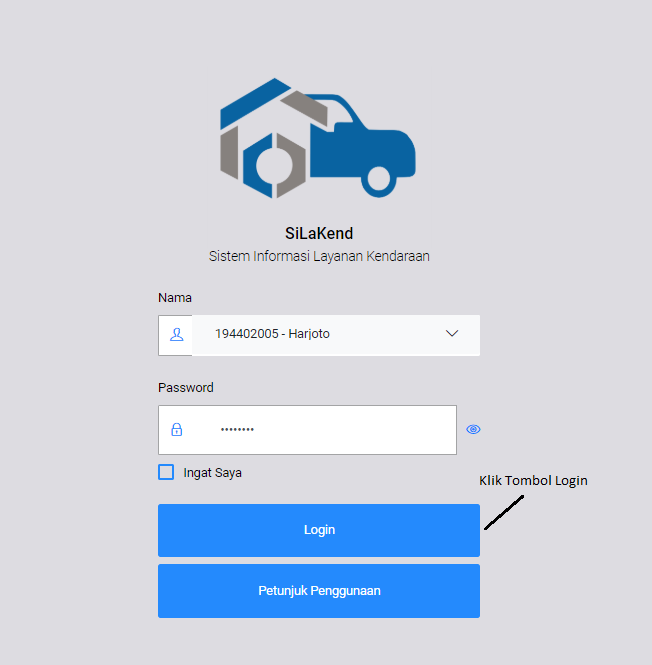 SiLaKend
Sistem Informasi Layanan Kendaraan
Nama
194402005 - Harjoto
Password
••••••••
Ingat Saya
Klik Tombol Login
Login
Petunjuk Penggunaan